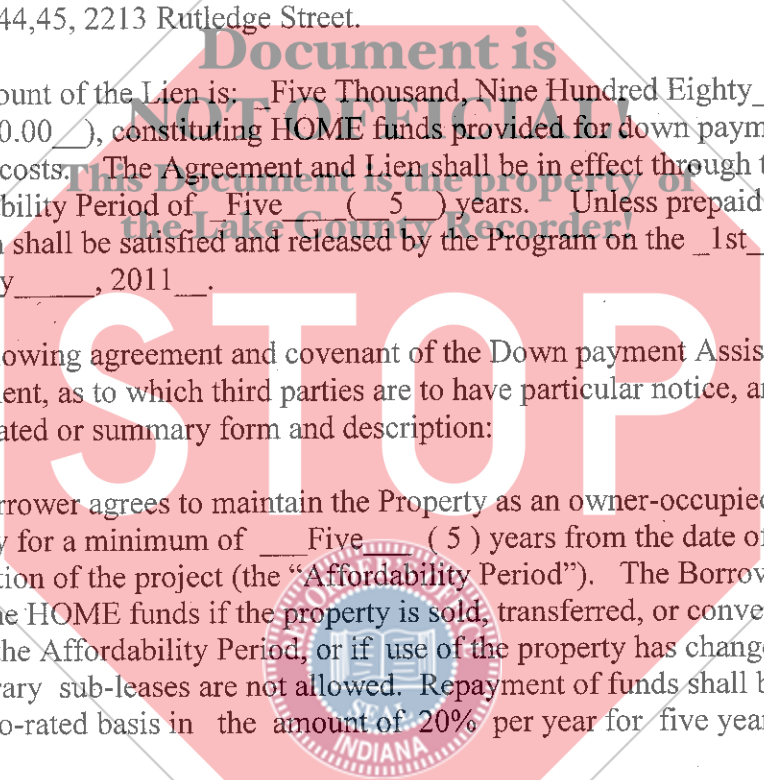 44,45, 2213 Rutledge Street.
Document is
ount of the Lien is: _Five Thousand, Nine Hundred Eighty_
NOT OFFICIAL!
0.00__), constituting HOME funds provided for down paym
costs. The Agreement and Lien shall be in effect through t
This Document is the property of
bility Period of _Five____(__5__) years. Unless prepaid
the Lake County Recorder!
n shall be satisfied and released by the Program on the _1st_
y_____, 2011__.
STOP
lowing agreement and covenant of the Down payment Assis
ent, as to which third parties are to have particular notice, a
ated or summary form and description:
rrower agrees to maintain the Property as an owner-occupied
y for a minimum of ___Five____ ( 5 ) years from the date of
tion of the project (the “Affordability Period”). The Borrow
he HOME funds if the property is sold, transferred, or conve
the Affordability Period, or if use of the property has change
rary sub-leases are not allowed. Repayment of funds shall b
o-rated basis in the amount of 20% per year for five year
SEAL
INDIANA